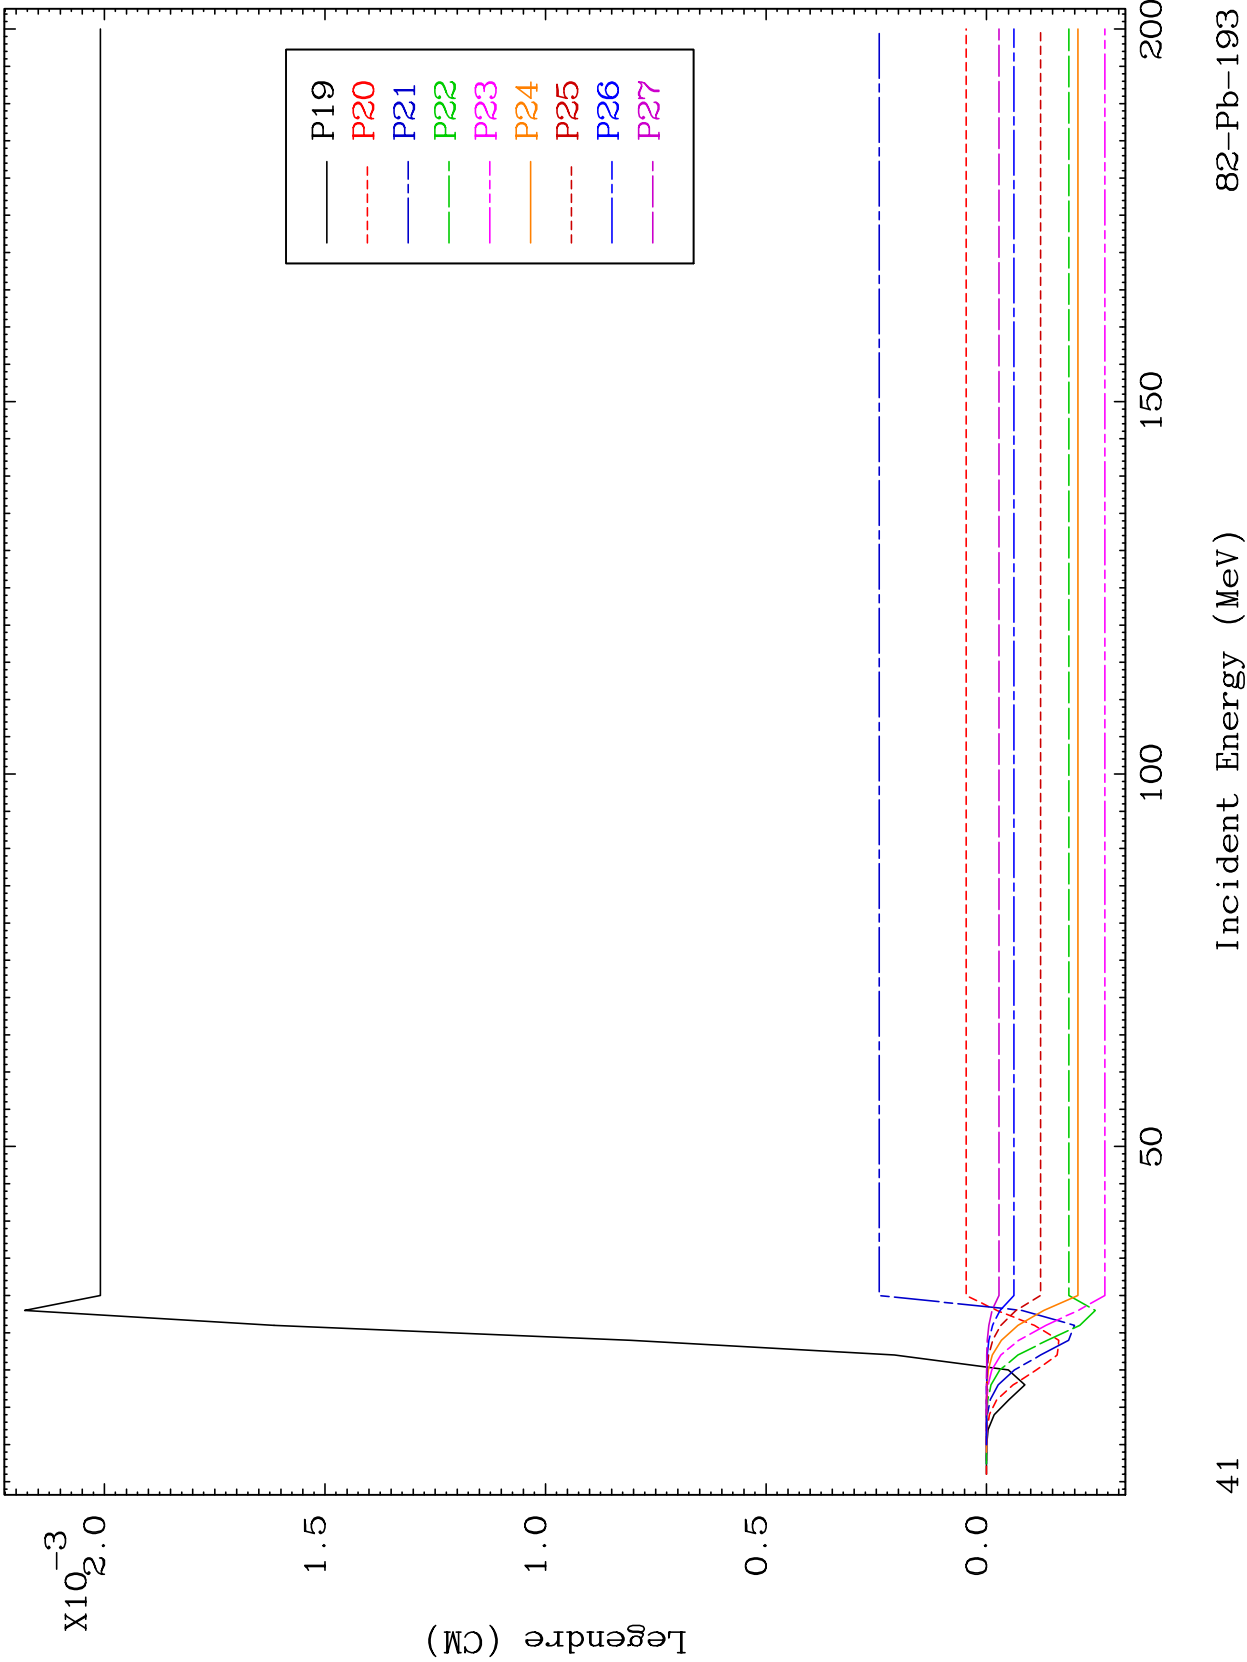 X10-3
2.0
1.5
1.0
0.5
0.0
Legendre (CM)
P19
P20
P21
P22
P23
P24
P25
P26
P27
50
100
150
200
Incident Energy (MeV)
41
82-Pb-193